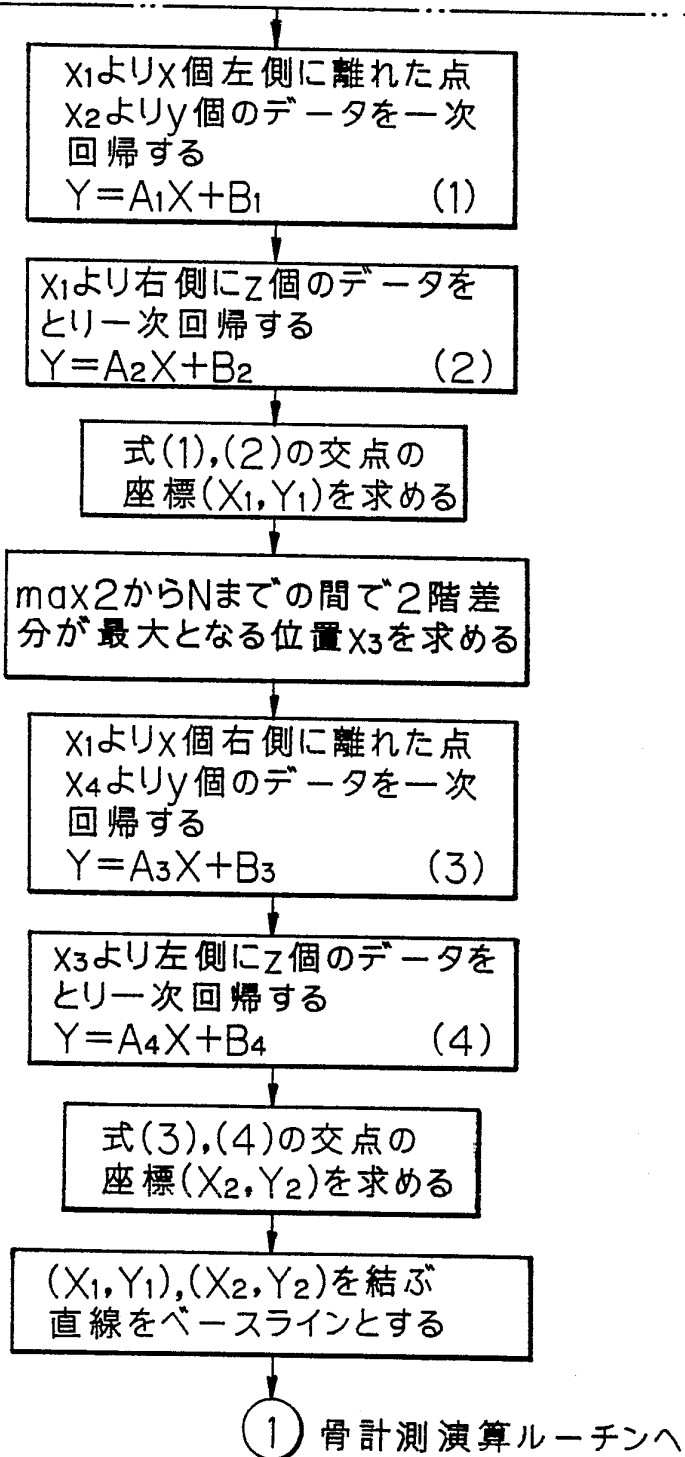 x₁よりx個左側に離れた点
x₂よりy個のデータを一次
回帰する
Y=A₁X+B₁ (1)
x₁より右側にz個のデータを
とり一次回帰する
Y=A₂X+B₂ (2)
式(1),(2)の交点の
座標(X₁,Y₁)を求める
max2からNまでの間で2階差
分が最大となる位置x₃を求める
x₁よりx個右側に離れた点
x₄よりy個のデータを一次
回帰する
Y=A₃X+B₃ (3)
x₃より左側にz個のデータを
とり一次回帰する
Y=A₄X+B₄ (4)
式(3),(4)の交点の
座標(X₂,Y₂)を求める
(X₁,Y₁),(X₂,Y₂)を結ぶ
直線をベースラインとする
1 骨計測演算ルーチンへ